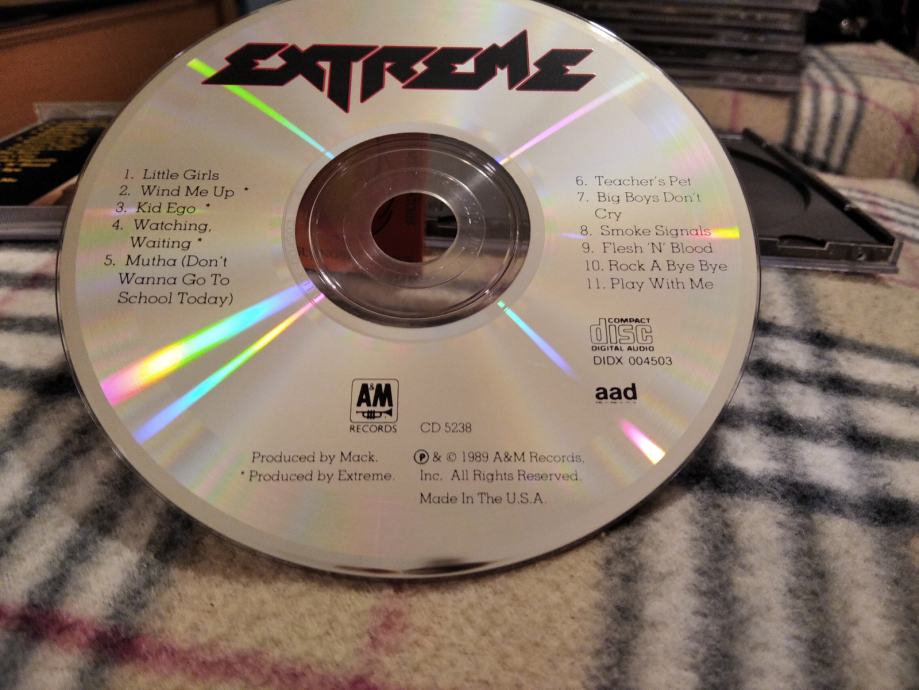 EXTREME
1. Little Girls
2. Wind Me Up *
3. Kid Ego *
4. Watching,
Waiting *
5. Mutha (Don't
Wanna Go To
School Today)
6. Teacher's Pet
7. Big Boys Don't
Cry
8. Smoke Signals
9. Flesh 'N' Blood
10. Rock A Bye Bye
11. Play With Me
COMPACT
disc
DIGITAL AUDIO
DIDX 004503
aad
A&M
RECORDS
CD 5238
Produced by Mack.
* Produced by Extreme.
℗ & © 1989 A&M Records,
Inc. All Rights Reserved.
Made In The U.S.A.